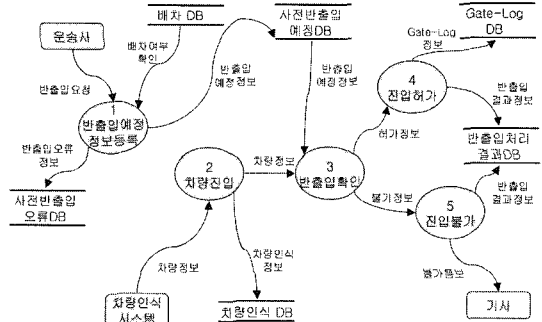 배차 DB
사전반출입
예정DB
Gate-Log
정보
Gate-Log
DB
운송사
배차여부
확인
반출입
예정정보
반출입
예정정보
4
진입허가
반출입
결과정보
반출입요청
1
반출입예정
정보등록
허가정보
반출입처리
결과DB
반출입오류
정보
2
차량진입
차량정보
3
반출입확인
불가정보
5
진입불가
반출입
결과정보
사전반출입
오류DB
차량정보
차량인식
정보
차량인식
시스템
차량인식 DB
기사